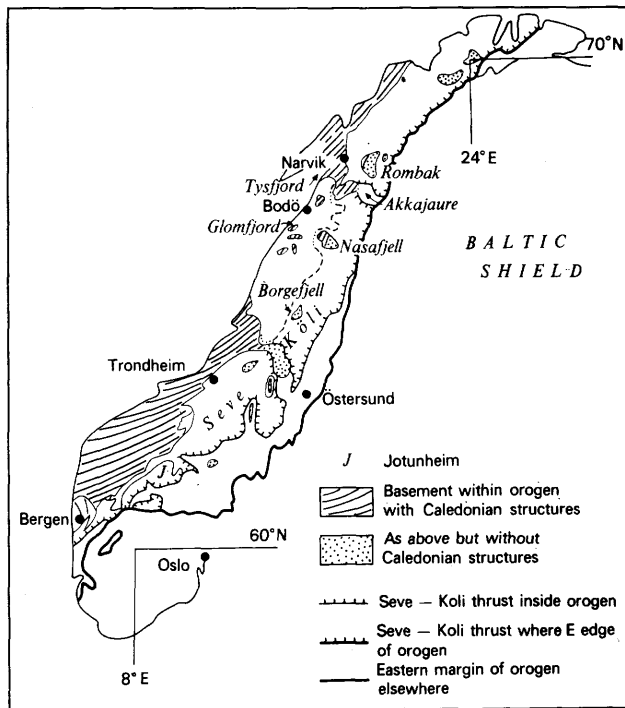 70°N
24°E
Narvik
Rombak
Tysfjord
Akkajaure
Bodö
Glomfjord
Nasafjell
BALTIC
SHIELD
Borgefjell
Köli
Trondheim
Östersund
Seve
J
Bergen
60°N
Oslo
8°E
J Jotunheim
Basement within orogen
with Caledonian structures
As above but without
Caledonian structures
Seve – Koli thrust inside orogen
Seve – Koli thrust where E edge
of orogen
Eastern margin of orogen
elsewhere